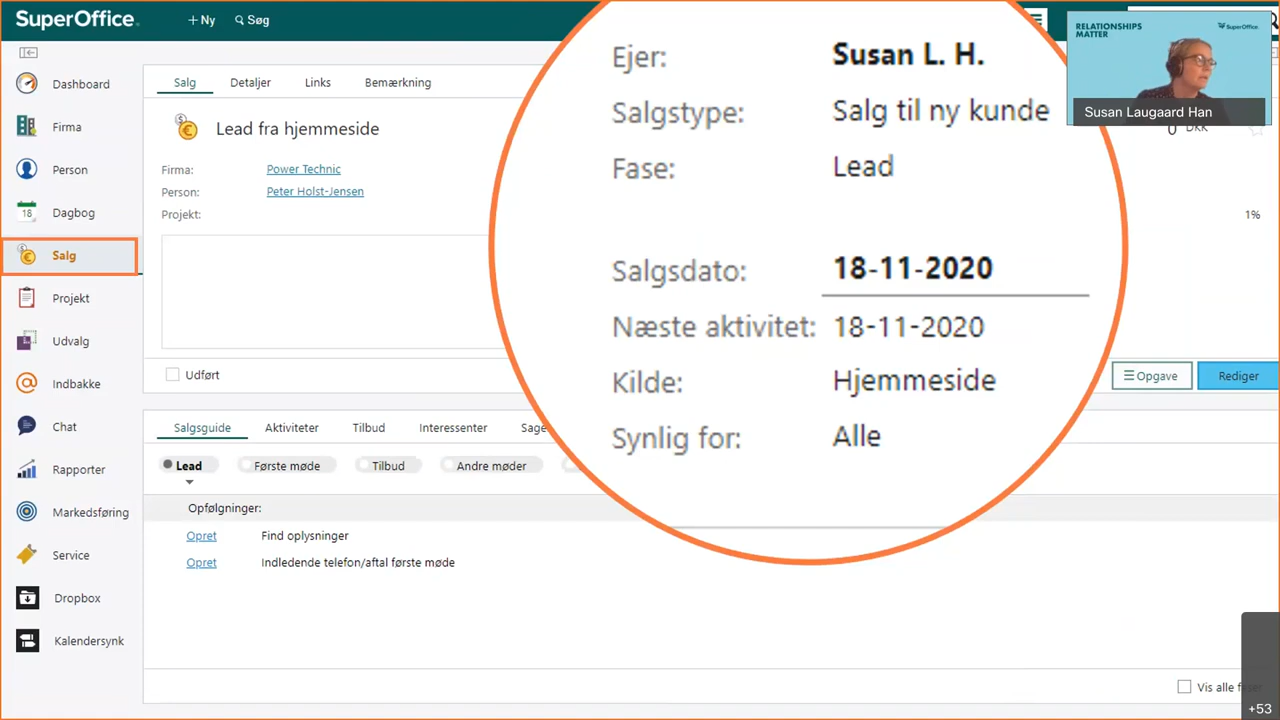 SuperOffice
+ Ny
Søg
Dashboard
Firma
Person
18
Dagbog
Salg
Projekt
Udvalg
Indbakke
Chat
Rapporter
Markedsføring
Service
Dropbox
Kalendersynk
Salg Detaljer Links Bemærkning
Lead fra hjemmeside
Firma: Power Technic
Person: Peter Holst-Jensen
Projekt:
Udført
Ejer: Susan L. H.
Salgstype: Salg til ny kunde
Fase: Lead
Salgsdato: 18-11-2020
Næste aktivitet: 18-11-2020
Kilde: Hjemmeside
Synlig for: Alle
RELATIONSHIPS
MATTER
SuperOffice
Susan Laugaard Han
0 DKK
1%
Opgave
Rediger
Salgsguide Aktiviteter Tilbud Interessenter Sage
Lead Første møde Tilbud Andre møder
Opfølgninger:
Opret Find oplysninger
Opret Indledende telefon/aftal første møde
Vis alle faser
+53